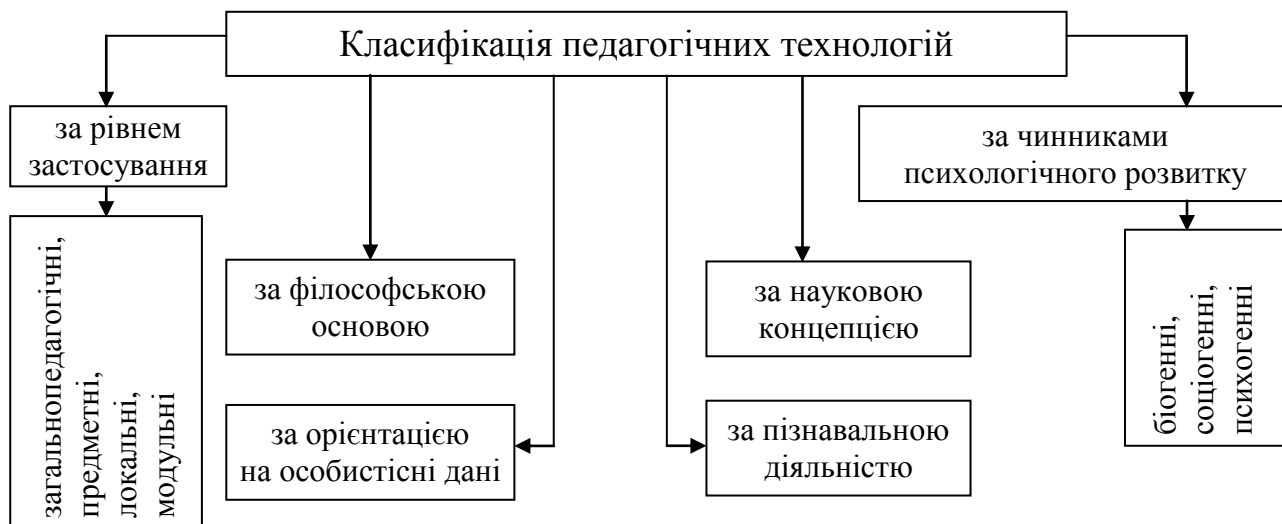 Класифікація педагогічних технологій
за рівнем
застосування
за чинниками
психологічного розвитку
загальнопедагогічні,
предметні,
локальні,
модульні
за філософською
основою
за науковою
концепцією
біогенні,
соціогенні,
психогенні
за орієнтацією
на особистісні дані
за пізнавальною
діяльністю